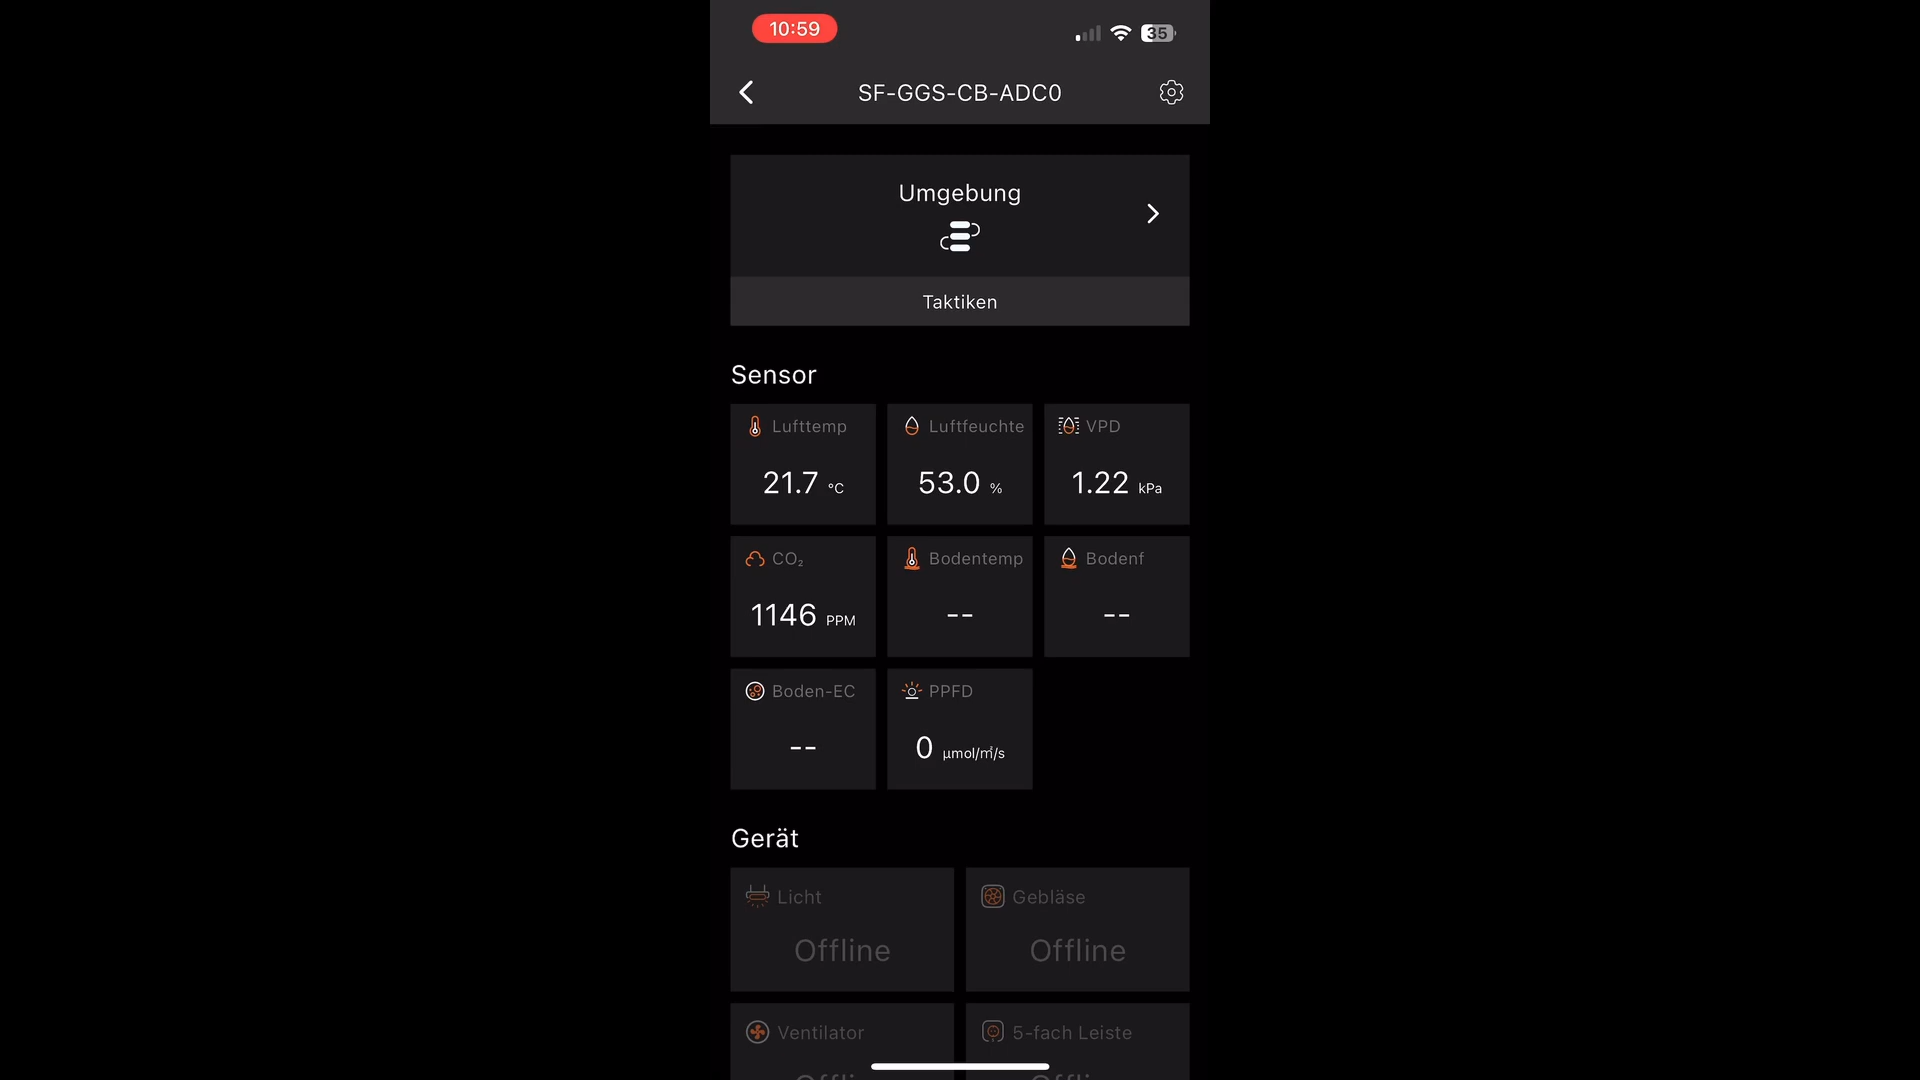 10:59
35
SF-GGS-CB-ADC0
Umgebung
Taktiken
Sensor
Lufttemp
Luftfeuchte
VPD
21.7 °C
53.0 %
1.22 kPa
CO₂
Bodentemp
Bodenf
1146 PPM
--
--
Boden-EC
PPFD
--
0 µmol/㎡/s
Gerät
Licht
Gebläse
Offline
Offline
Ventilator
5-fach Leiste